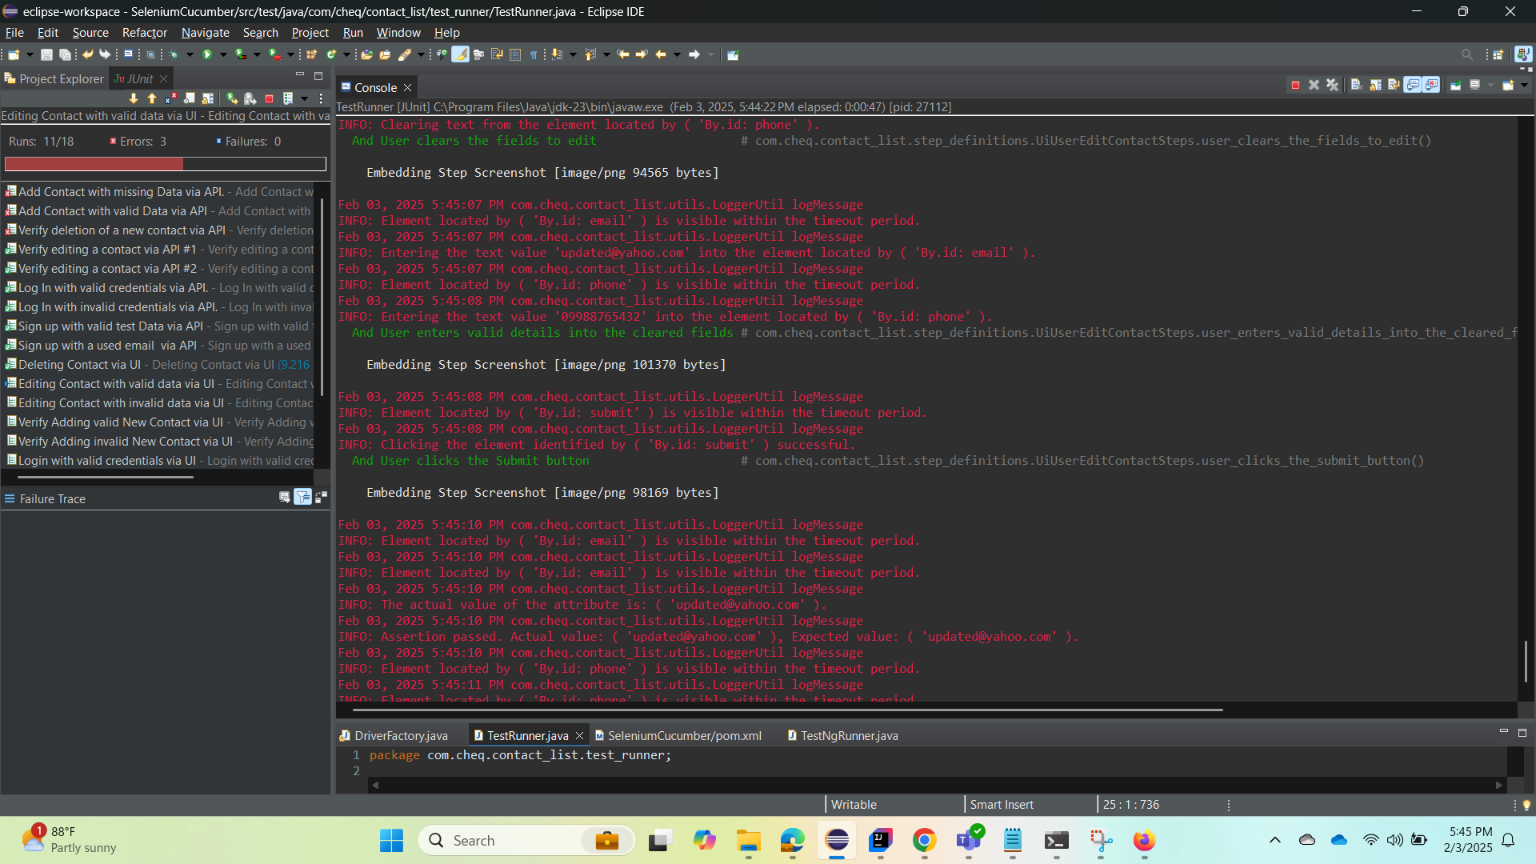 eclipse-workspace - SeleniumCucumber/src/test/java/com/cheq/contact_list/test_runner/TestRunner.java - Eclipse IDE
File Edit Source Refactor Navigate Search Project Run Window Help
Project Explorer JUnit
Editing Contact with valid data via UI - Editing Contact with va
Runs: 11/18 Errors: 3 Failures: 0
Add Contact with missing Data via API. - Add Contact w
Add Contact with valid Data via API - Add Contact with
Verify deletion of a new contact via API - Verify deletion
Verify editing a contact via API #1 - Verify editing a cont
Verify editing a contact via API #2 - Verify editing a cont
Log In with valid credentials via API. - Log In with valid c
Log In with invalid credentials via API. - Log In with inva
Sign up with valid test Data via API - Sign up with valid
Sign up with a used email via API - Sign up with a used
Deleting Contact via UI - Deleting Contact via UI (9.216
Editing Contact with valid data via UI - Editing Contact
Editing Contact with invalid data via UI - Editing Contac
Verify Adding valid New Contact via UI - Verify Adding
Verify Adding invalid New Contact via UI - Verify Adding
Login with valid credentials via UI - Login with valid cred
Failure Trace
Console
TestRunner [JUnit] C:\Program Files\Java\jdk-23\bin\javaw.exe (Feb 3, 2025, 5:44:22 PM elapsed: 0:00:47) [pid: 27112]
INFO: Clearing text from the element located by ( 'By.id: phone' ).
And User clears the fields to edit # com.cheq.contact_list.step_definitions.UiUserEditContactSteps.user_clears_the_fields_to_edit()
Embedding Step Screenshot [image/png 94565 bytes]
Feb 03, 2025 5:45:07 PM com.cheq.contact_list.utils.LoggerUtil logMessage
INFO: Element located by ( 'By.id: email' ) is visible within the timeout period.
Feb 03, 2025 5:45:07 PM com.cheq.contact_list.utils.LoggerUtil logMessage
INFO: Entering the text value 'updated@yahoo.com' into the element located by ( 'By.id: email' ).
Feb 03, 2025 5:45:07 PM com.cheq.contact_list.utils.LoggerUtil logMessage
INFO: Element located by ( 'By.id: phone' ) is visible within the timeout period.
Feb 03, 2025 5:45:08 PM com.cheq.contact_list.utils.LoggerUtil logMessage
INFO: Entering the text value '09988765432' into the element located by ( 'By.id: phone' ).
And User enters valid details into the cleared fields # com.cheq.contact_list.step_definitions.UiUserEditContactSteps.user_enters_valid_details_into_the_cleared_f
Embedding Step Screenshot [image/png 101370 bytes]
Feb 03, 2025 5:45:08 PM com.cheq.contact_list.utils.LoggerUtil logMessage
INFO: Element located by ( 'By.id: submit' ) is visible within the timeout period.
Feb 03, 2025 5:45:08 PM com.cheq.contact_list.utils.LoggerUtil logMessage
INFO: Clicking the element identified by ( 'By.id: submit' ) successful.
And User clicks the Submit button # com.cheq.contact_list.step_definitions.UiUserEditContactSteps.user_clicks_the_submit_button()
Embedding Step Screenshot [image/png 98169 bytes]
Feb 03, 2025 5:45:10 PM com.cheq.contact_list.utils.LoggerUtil logMessage
INFO: Element located by ( 'By.id: email' ) is visible within the timeout period.
Feb 03, 2025 5:45:10 PM com.cheq.contact_list.utils.LoggerUtil logMessage
INFO: Element located by ( 'By.id: email' ) is visible within the timeout period.
Feb 03, 2025 5:45:10 PM com.cheq.contact_list.utils.LoggerUtil logMessage
INFO: The actual value of the attribute is: ( 'updated@yahoo.com' ).
Feb 03, 2025 5:45:10 PM com.cheq.contact_list.utils.LoggerUtil logMessage
INFO: Assertion passed. Actual value: ( 'updated@yahoo.com' ), Expected value: ( 'updated@yahoo.com' ).
Feb 03, 2025 5:45:10 PM com.cheq.contact_list.utils.LoggerUtil logMessage
INFO: Element located by ( 'By.id: phone' ) is visible within the timeout period.
Feb 03, 2025 5:45:11 PM com.cheq.contact_list.utils.LoggerUtil logMessage
INFO: Element located by ( 'By.id: phone' ) is visible within the timeout period.
DriverFactory.java TestRunner.java SeleniumCucumber/pom.xml TestNgRunner.java
1 package com.cheq.contact_list.test_runner;
2
Writable Smart Insert 25 : 1 : 736
1 88°F
Partly sunny
Search
5:45 PM
2/3/2025